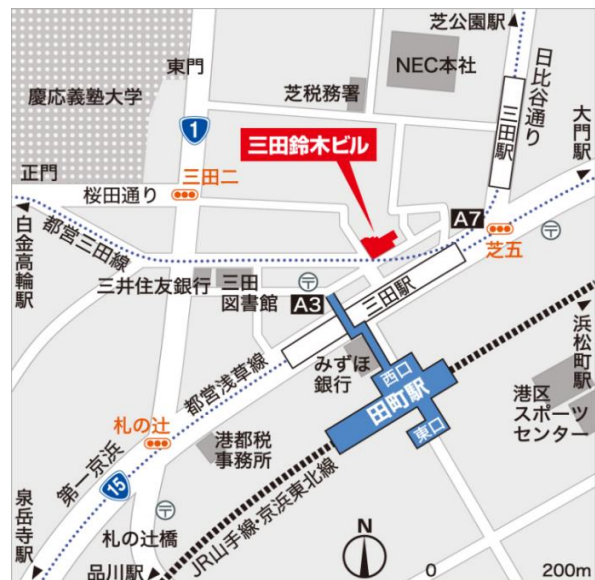 芝公園駅
東門
NEC本社
日比谷通り
慶応義塾大学
芝税務署
大門駅
1
三田駅
三田鈴木ビル
正門
三田二
桜田通り
A7
芝五
白金高輪駅
都営三田線
三井住友銀行
三田
図書館
A3
三田駅
浜松町駅
みずほ
銀行
西口
田町駅
東口
港区
スポーツ
センター
都営浅草線
札の辻
港都税
事務所
第一京浜
15
JR山手線・京浜東北線
泉岳寺駅
札の辻橋
品川駅
N
0
200m